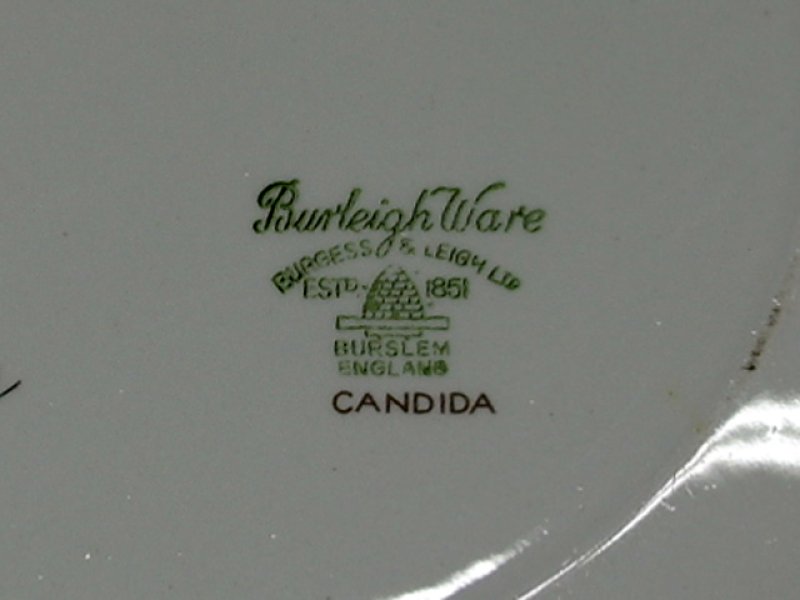 Burleigh Ware
BURGESS & LEIGH LTD
ESTD 1851
BURSLEM
ENGLAND
CANDIDA